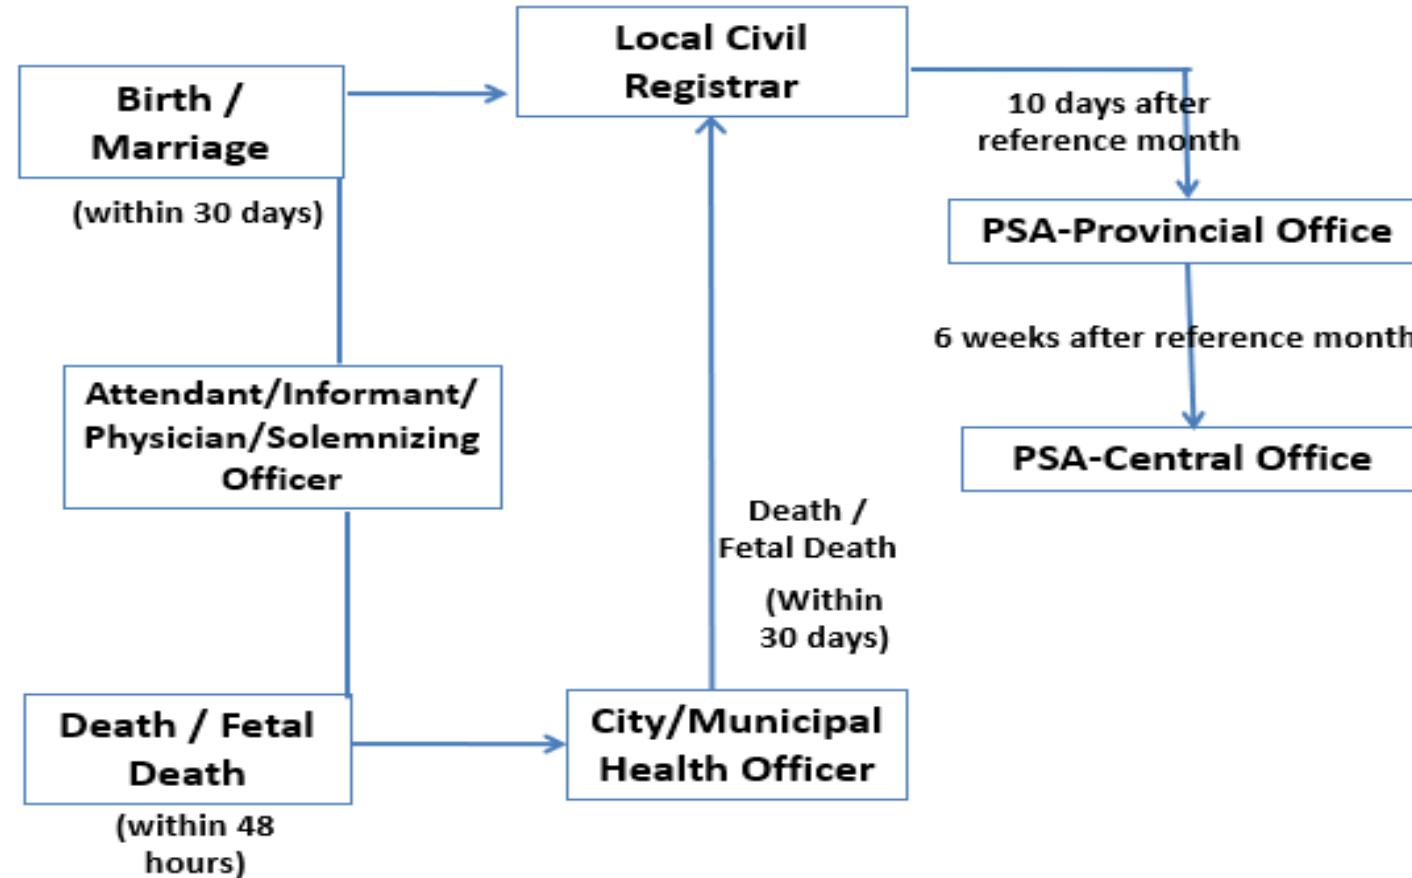 Local Civil
Registrar
Birth /
Marriage
(within 30 days)
10 days after
reference month
PSA-Provincial Office
6 weeks after reference month
PSA-Central Office
Attendant/Informant/
Physician/Solemnizing
Officer
Death /
Fetal Death
(Within
30 days)
Death / Fetal
Death
(within 48
hours)
City/Municipal
Health Officer